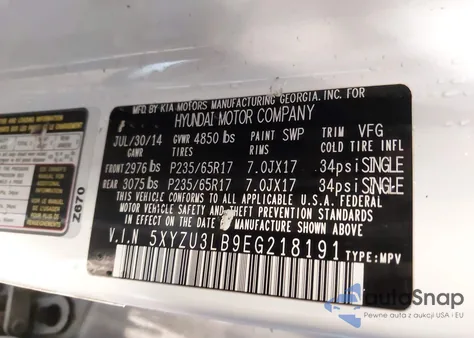 MFD. BY KIA MOTORS MANUFACTURING GEORGIA, INC. FOR
HYUNDAI MOTOR COMPANY
JUL/30/14 GVWR 4850 lbs PAINT SWP TRIM VFG
GAWR TIRES RIMS COLD TIRE INFL
FRONT 2976 lbs P235/65R17 7.0JX17 34psi SINGLE
REAR 3075 lbs P235/65R17 7.0JX17 34psi SINGLE
THIS VEHICLE CONFORMS TO ALL APPLICABLE U.S.A. FEDERAL
MOTOR VEHICLE SAFETY AND THEFT PREVENTION STANDARDS
IN EFFECT ON THE DATE OF MANUFACTURE SHOWN ABOVE.
V.I.N 5XYZU3LB9EG218191
TYPE: MPV
Z670
autoSnap
Pewne auta z aukcji USA i EU